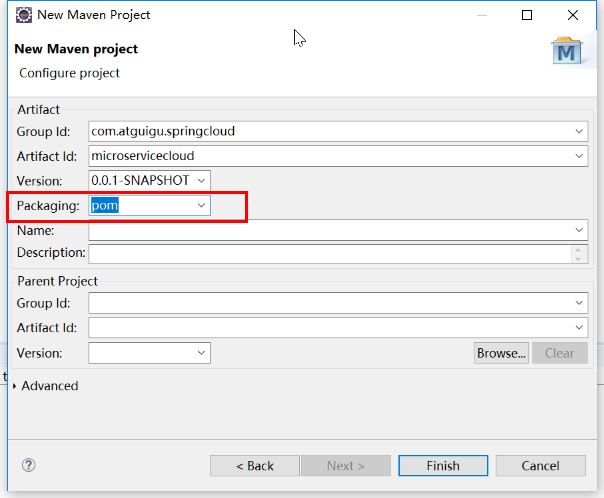 New Maven Project
New Maven project
Configure project
M
Artifact
Group Id: com.atguigu.springcloud
Artifact Id: microservicecloud
Version: 0.0.1-SNAPSHOT
Packaging: pom
Name:
Description:
Parent Project
Group Id:
Artifact Id:
Version: Browse... Clear
t
Advanced
? < Back Next > Finish Cancel